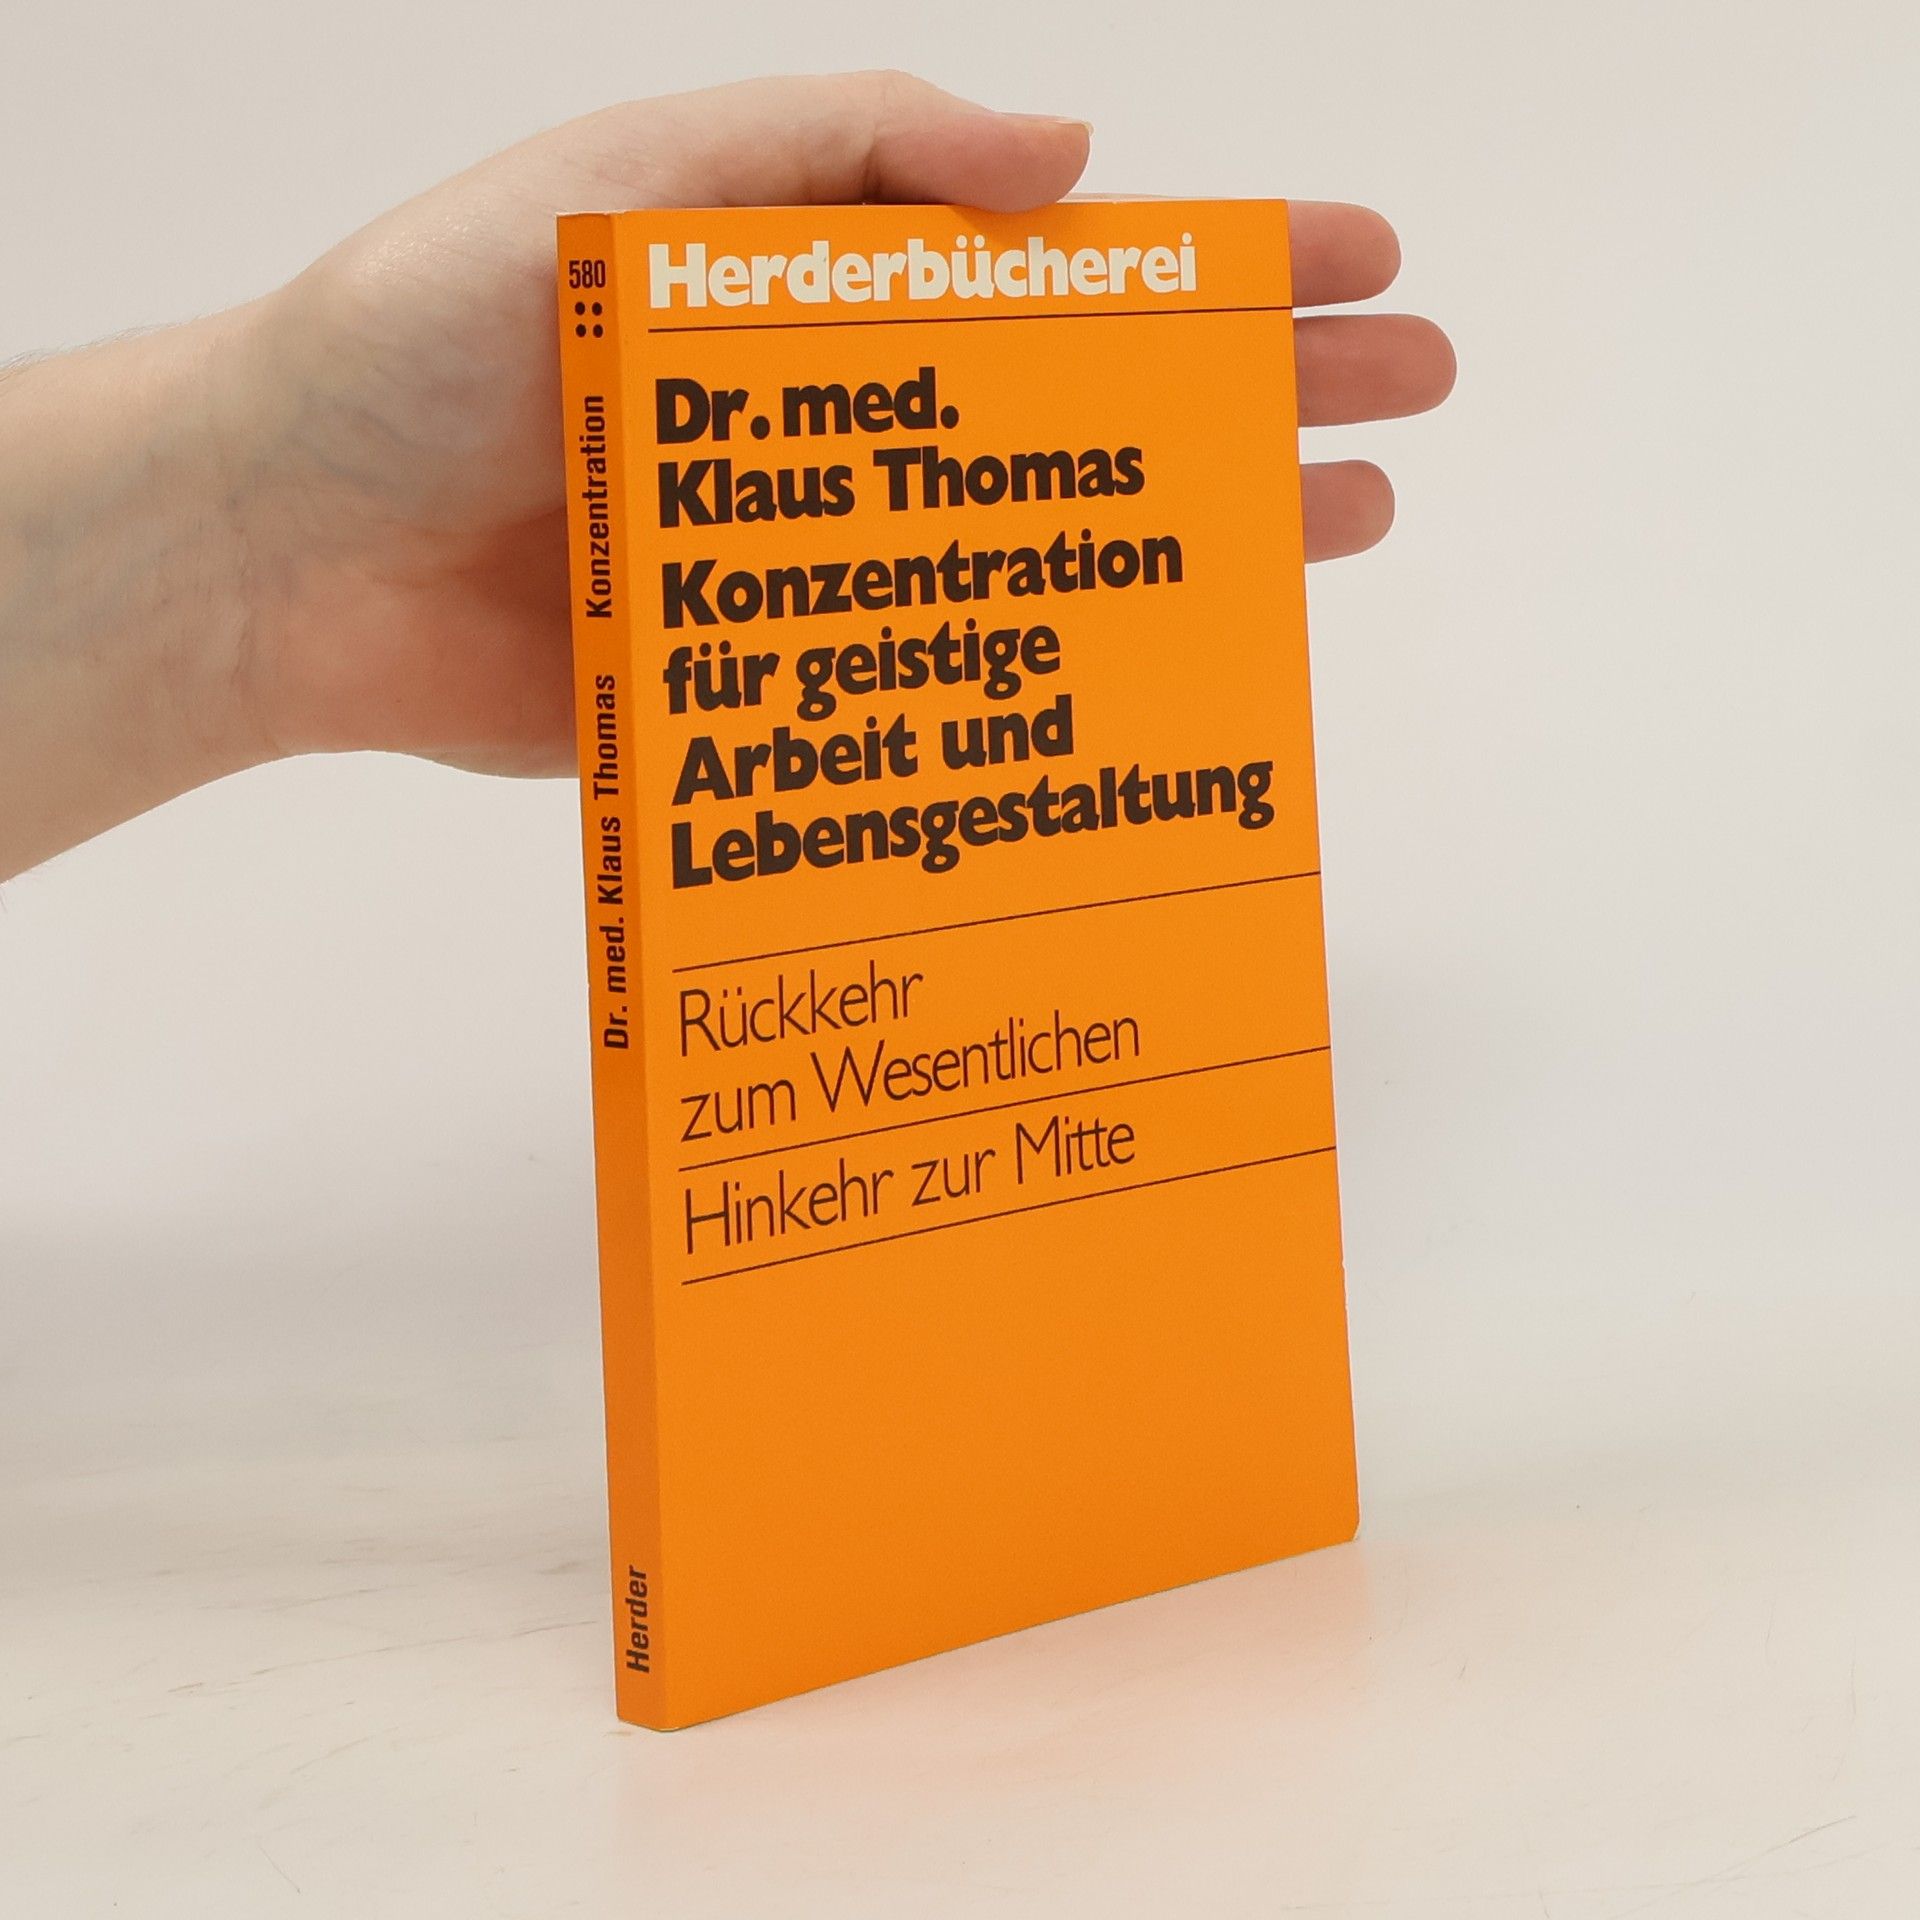 580
Dr. med. Klaus Thomas Konzentration
Herder
Herderbücherei
Dr. med.
Klaus Thomas
Konzentration
für geistige
Arbeit und
Lebensgestaltung
Rückkehr
zum Wesentlichen
Hinkehr zur Mitte